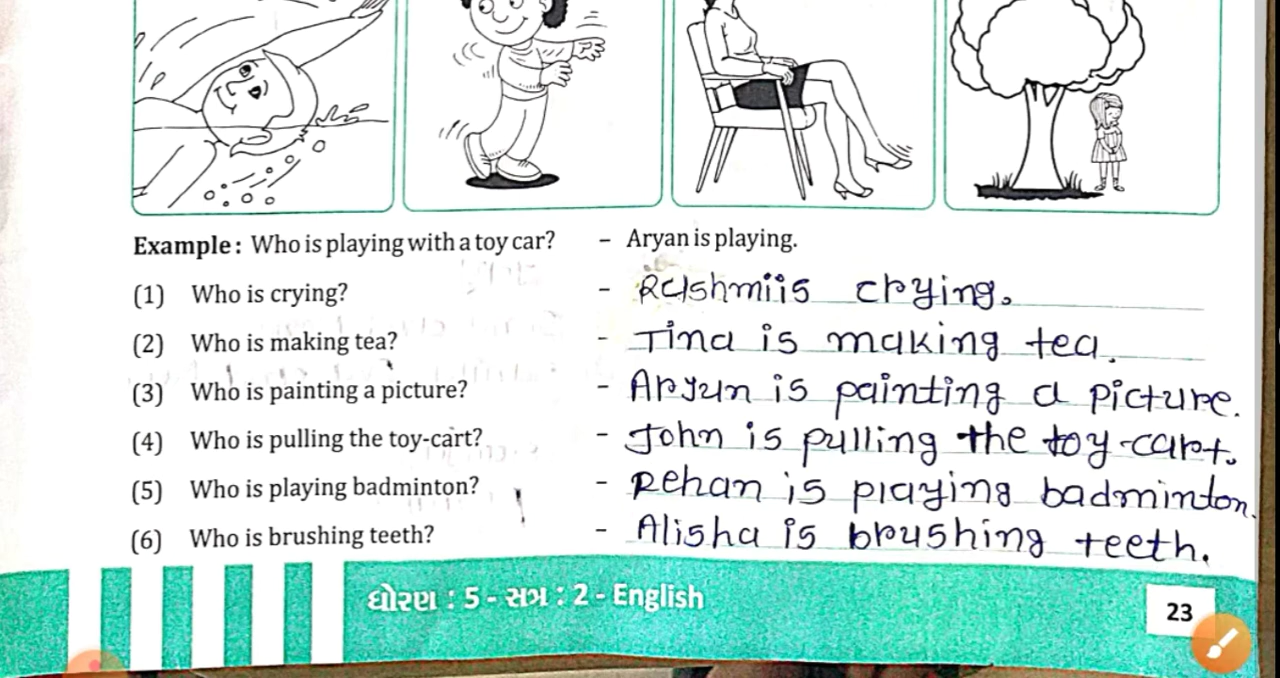 Example: Who is playing with a toy car? - Aryan is playing.
(1) Who is crying? - Rashmi is crying.
(2) Who is making tea? - Tina is making tea.
(3) Who is painting a picture? - Arjun is painting a picture.
(4) Who is pulling the toy-cart? - John is pulling the toy-cart.
(5) Who is playing badminton? - Rehan is playing badminton.
(6) Who is brushing teeth? - Alisha is brushing teeth.
ધોરણ : 5 - સત્ર : 2 - English 23